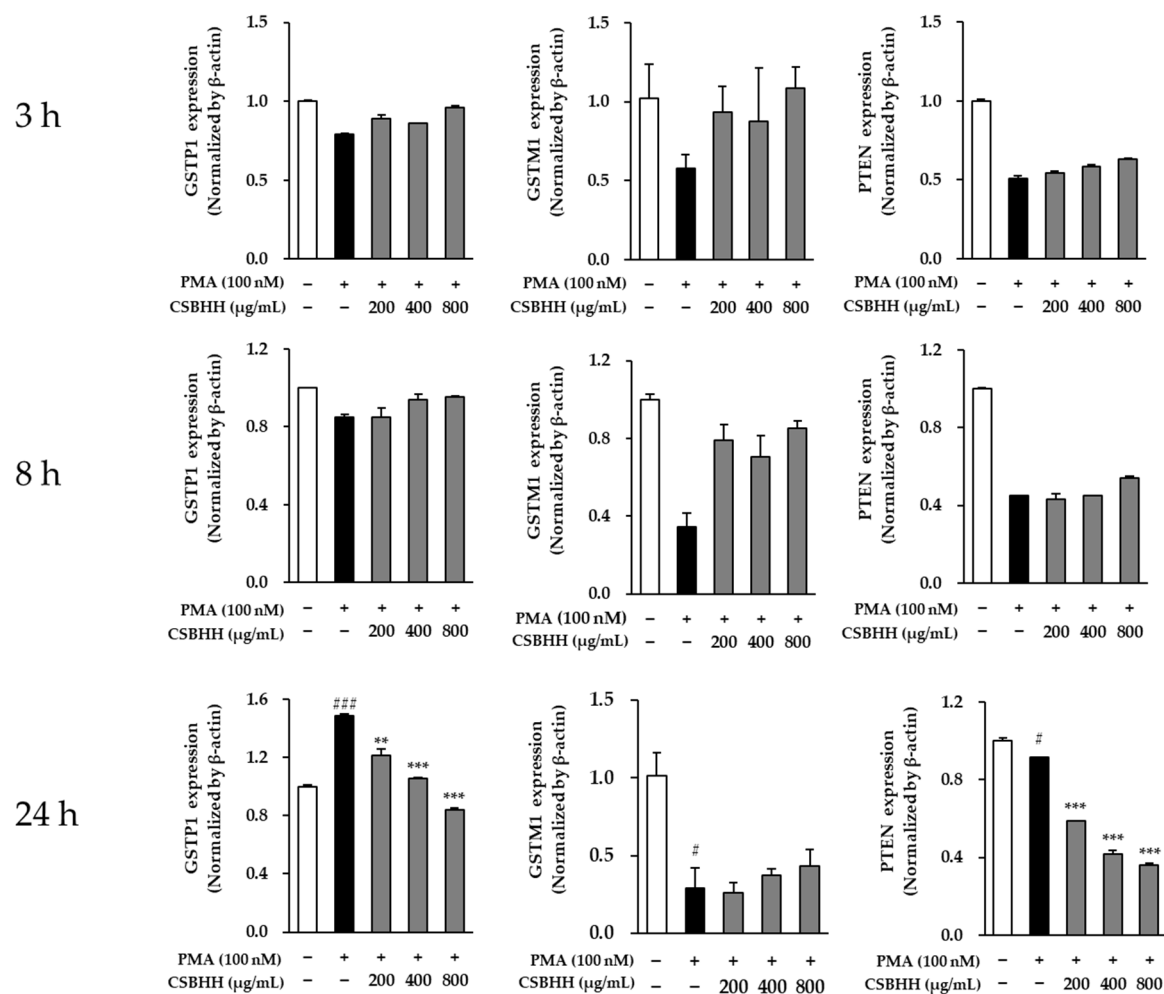 3 h
GSTP1 expression
(Normalized by β-actin)
1.5
1.0
0.5
0.0
PMA (100 nM) – + + + +
CSBHH (µg/mL) – – 200 400 800
GSTM1 expression
(Normalized by β-actin)
1.5
1.0
0.5
0.0
PMA (100 nM) – + + + +
CSBHH (µg/mL) – – 200 400 800
PTEN expression
(Normalized by β-actin)
1.5
1.0
0.5
0.0
PMA (100 nM) – + + + +
CSBHH (µg/mL) – – 200 400 800
8 h
GSTP1 expression
(Normalized by β-actin)
1.2
0.8
0.4
0.0
PMA (100 nM) – + + + +
CSBHH (µg/mL) – – 200 400 800
GSTM1 expression
(Normalized by β-actin)
1.2
0.8
0.4
0.0
PMA (100 nM) – + + + +
CSBHH (µg/mL) – – 200 400 800
PTEN expression
(Normalized by β-actin)
1.2
0.8
0.4
0.0
PMA (100 nM) – + + + +
CSBHH (µg/mL) – – 200 400 800
24 h
GSTP1 expression
(Normalized by β-actin)
1.6
1.2
0.8
0.4
0.0
### ** *** ***
PMA (100 nM) – + + + +
CSBHH (µg/mL) – – 200 400 800
GSTM1 expression
(Normalized by β-actin)
1.5
1.0
0.5
0.0
#
PMA (100 nM) – + + + +
CSBHH (µg/mL) – – 200 400 800
PTEN expression
(Normalized by β-actin)
1.2
0.8
0.4
0.0
# *** *** ***
PMA (100 nM) – + + + +
CSBHH (µg/mL) – – 200 400 800